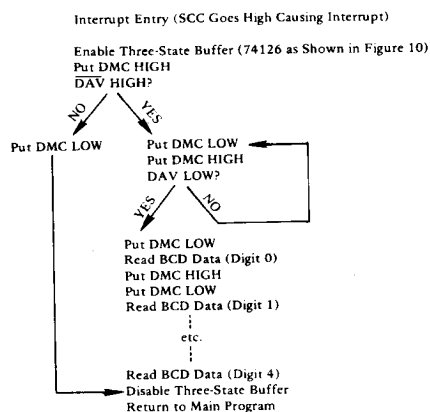 Interrupt Entry (SCC Goes High Causing Interrupt)
Enable Three-State Buffer (74126 as Shown in Figure 10)
Put DMC HIGH
D̅A̅V̅ HIGH?
NO
YES
Put DMC LOW
Put DMC LOW
Put DMC HIGH
DAV LOW?
YES
NO
Put DMC LOW
Read BCD Data (Digit 0)
Put DMC HIGH
Put DMC LOW
Read BCD Data (Digit 1)
etc.
Read BCD Data (Digit 4)
Disable Three-State Buffer
Return to Main Program